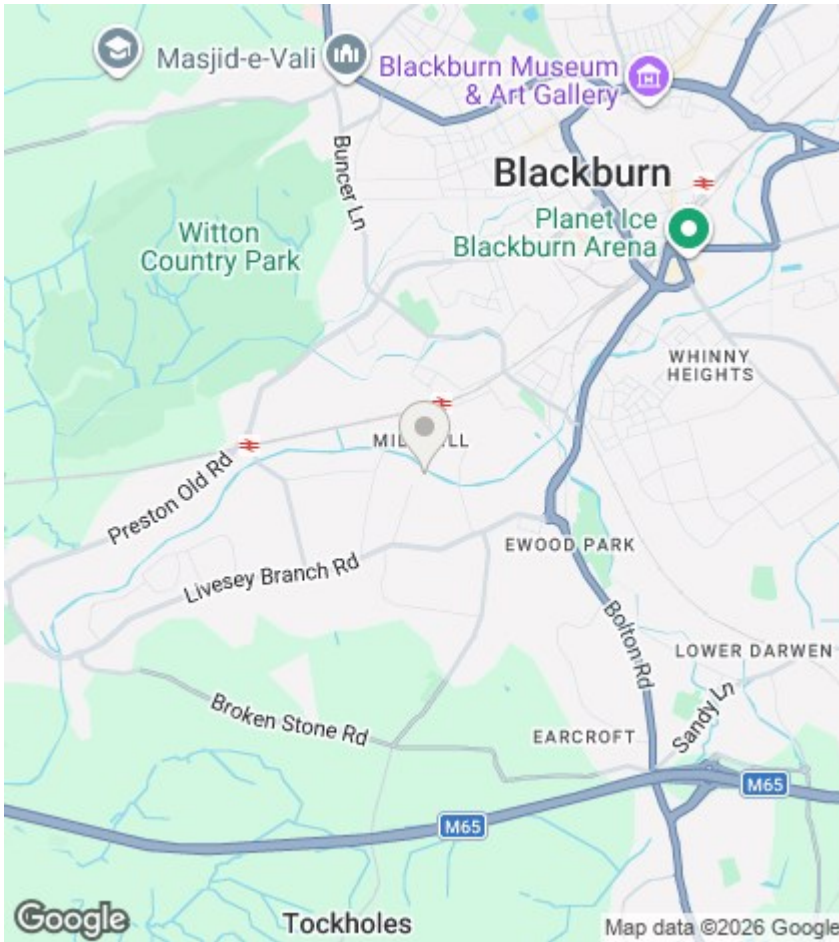 Masjid-e-Vali
Blackburn Museum
& Art Gallery
Buncer Ln
Blackburn
Witton
Country Park
Planet Ice
Blackburn Arena
WHINNY
HEIGHTS
Preston Old Rd
EWOOD PARK
Livesey Branch Rd
Bolton Rd
LOWER DARWEN
Sandy Ln
Broken Stone Rd
EARCROFT
M65
M65
Google
Tockholes
Map data ©2026 Google